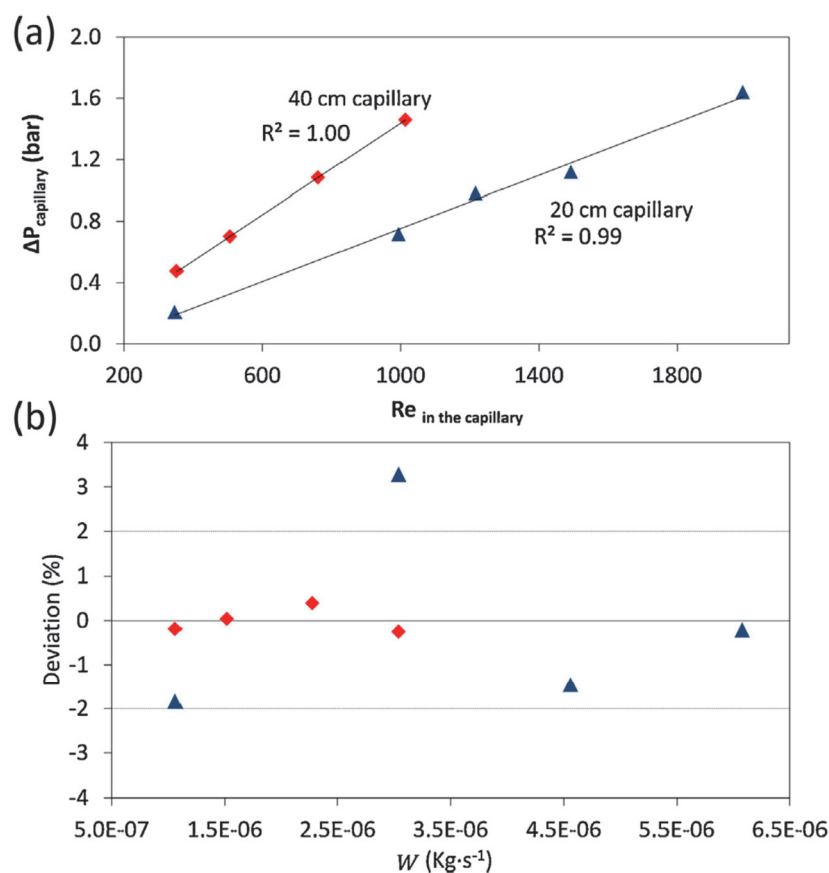 (a)
2.0
1.6
1.2
0.8
0.4
0.0
ΔPcapillary (bar)
40 cm capillary
R² = 1.00
20 cm capillary
R² = 0.99
200 600 1000 1400 1800
Re in the capillary
(b)
4
3
2
1
0
-1
-2
-3
-4
Deviation (%)
5.0E-07 1.5E-06 2.5E-06 3.5E-06 4.5E-06 5.5E-06 6.5E-06
W (Kg·s⁻¹)